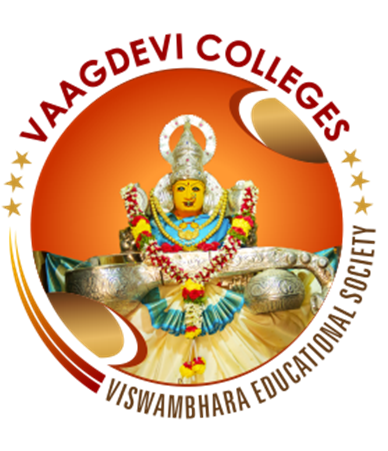 VAAGDEVI COLLEGES
VISWAMBHARA EDUCATIONAL SOCIETY